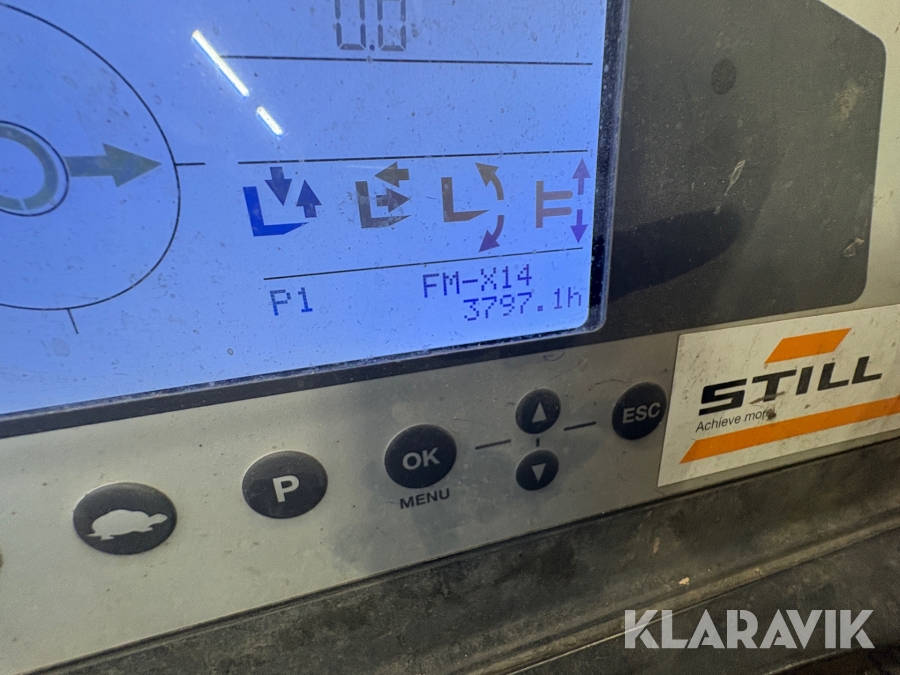 0.0
P1
FM-X14
3797.1h
P
OK
MENU
ESC
STILL
Achieve more.
KLARAVIK